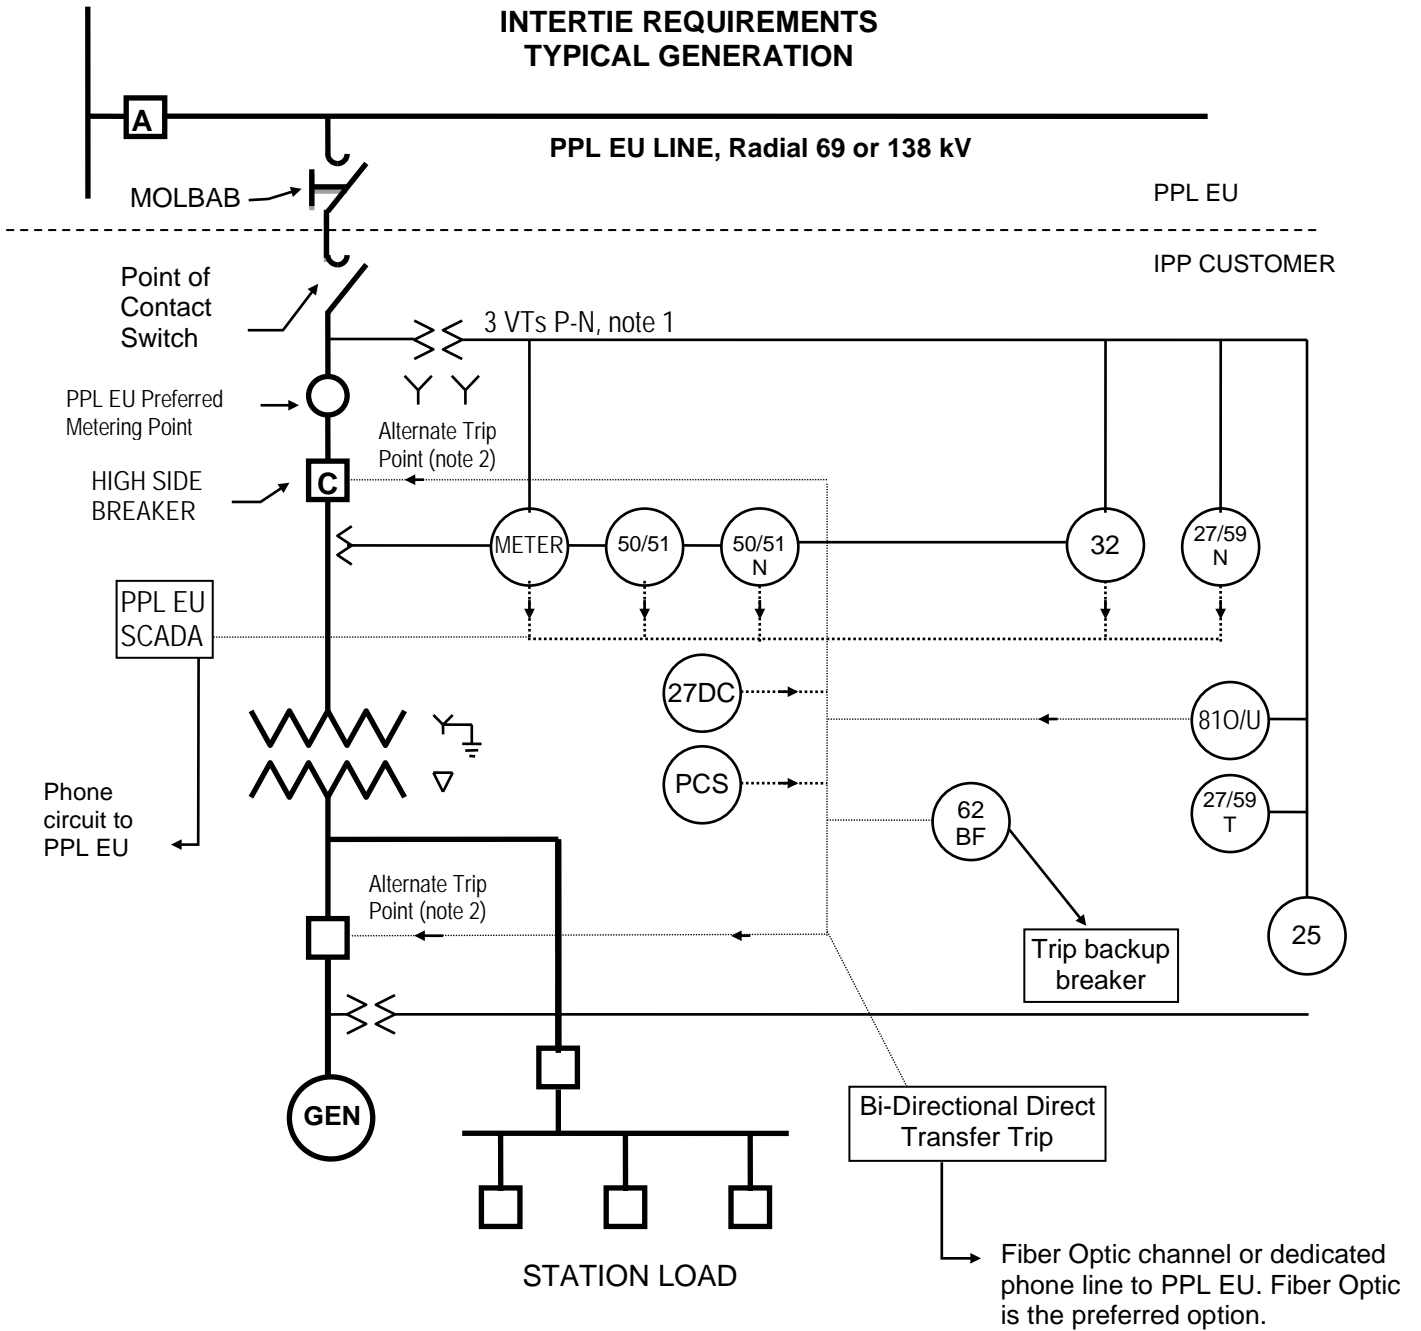 INTERTIE REQUIREMENTS
TYPICAL GENERATION
A
PPL EU LINE, Radial 69 or 138 kV
MOLBAB
PPL EU
IPP CUSTOMER
Point of
Contact
Switch
3 VTs P-N, note 1
PPL EU Preferred
Metering Point
Alternate Trip
Point (note 2)
HIGH SIDE
BREAKER
C
METER
50/51
50/51
N
32
27/59
N
PPL EU
SCADA
27DC
81O/U
PCS
62
BF
27/59
T
Phone
circuit to
PPL EU
Alternate Trip
Point (note 2)
Trip backup
breaker
25
GEN
Bi-Directional Direct
Transfer Trip
STATION LOAD
Fiber Optic channel or dedicated
phone line to PPL EU. Fiber Optic
is the preferred option.